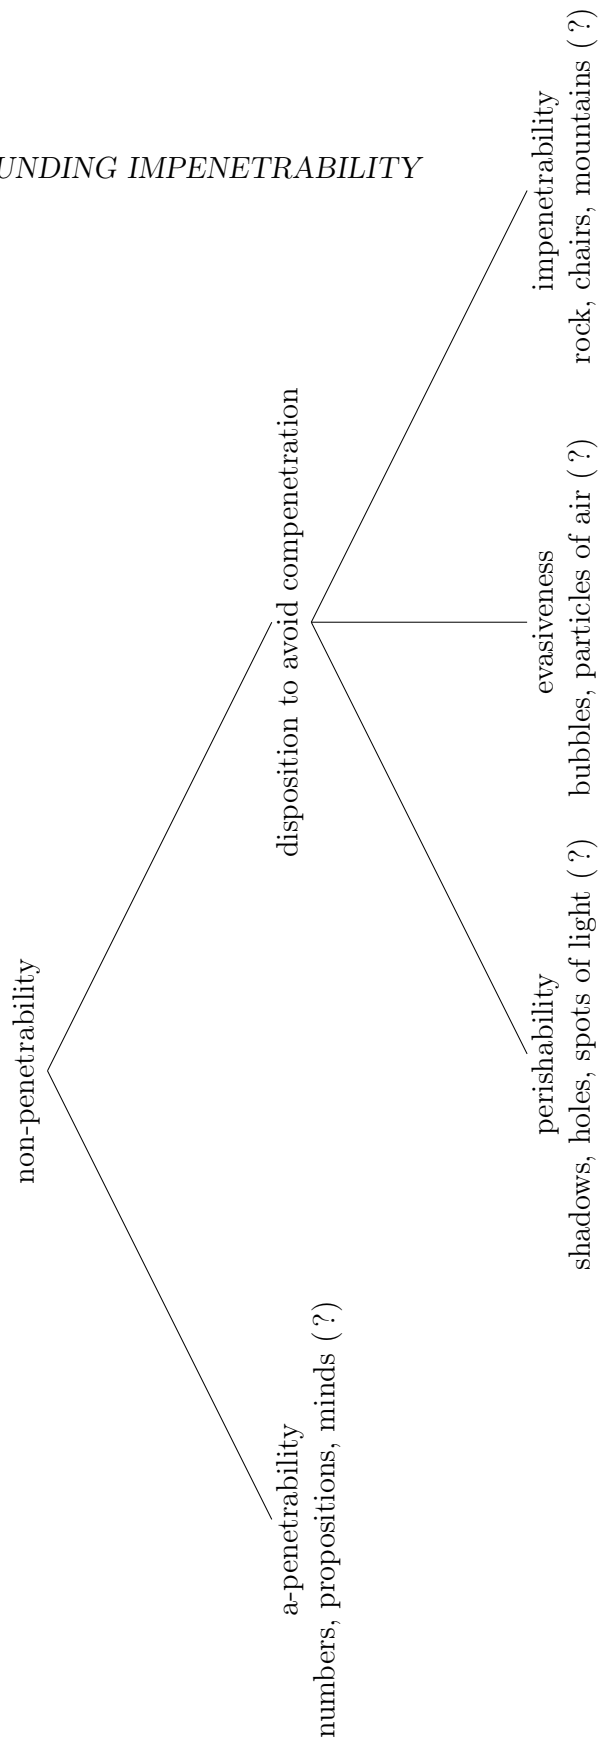 UNDING IMPENETRABILITY
non-penetrability
a-penetrability
numbers, propositions, minds (?)
disposition to avoid compenetration
perishability
shadows, holes, spots of light (?)
evasiveness
bubbles, particles of air (?)
impenetrability
rock, chairs, mountains (?)